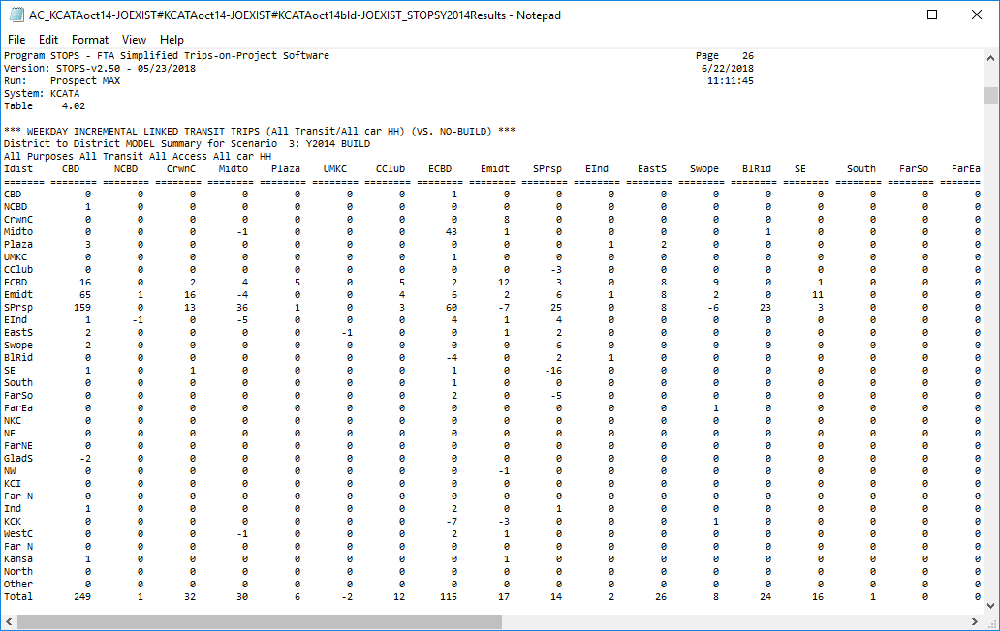 AC_KCATAoct14-JOEXIST#KCATAoct14-JOEXIST#KCATAoct14bld-JOEXIST_STOPSY2014Results - Notepad
File Edit Format View Help
Program STOPS - FTA Simplified Trips-on-Project Software Page 26
Version: STOPS-v2.50 - 05/23/2018 6/22/2018
Run: Prospect MAX 11:11:45
System: KCATA
Table 4.02
*** WEEKDAY INCREMENTAL LINKED TRANSIT TRIPS (All Transit/All car HH) (VS. NO-BUILD) ***
District to District MODEL Summary for Scenario 3: Y2014 BUILD
All Purposes All Transit All Access All car HH
Idist CBD NCBD CrwnC Midto Plaza UMKC CClub ECBD Emidt SPrsp EInd EastS Swope BlRid SE South FarSo FarEa
======= ======= ======= ======= ======= ======= ======= ======= ======= ======= ======= ======= ======= ======= ======= ======= ======= ======= =======
CBD 0 0 0 0 0 0 0 1 0 0 0 0 0 0 0 0 0 0
NCBD 1 0 0 0 0 0 0 0 0 0 0 0 0 0 0 0 0 0
CrwnC 0 0 0 0 0 0 0 0 8 0 0 0 0 0 0 0 0 0
Midto 0 0 0 -1 0 0 0 43 1 0 0 0 0 1 0 0 0 0
Plaza 3 0 0 0 0 0 0 0 0 0 1 2 0 0 0 0 0 0
UMKC 0 0 0 0 0 0 0 1 0 0 0 0 0 0 0 0 0 0
CClub 0 0 0 0 0 0 0 0 0 -3 0 0 0 0 0 0 0 0
ECBD 16 0 2 4 5 0 5 2 12 3 0 8 9 0 1 0 0 0
Emidt 65 1 16 -4 0 0 4 6 2 6 1 8 2 0 11 0 0 0
SPrsp 159 0 13 36 1 0 3 60 -7 25 0 8 -6 23 3 0 0 0
EInd 1 -1 0 -5 0 0 0 4 1 4 0 0 0 0 0 0 0 0
EastS 2 0 0 0 0 -1 0 0 1 2 0 0 0 0 0 0 0 0
Swope 2 0 0 0 0 0 0 0 0 -6 0 0 0 0 0 0 0 0
BlRid 0 0 0 0 0 0 0 -4 0 2 1 0 0 0 0 0 0 0
SE 1 0 1 0 0 0 0 1 0 -16 0 0 0 0 0 0 0 0
South 0 0 0 0 0 0 0 1 0 0 0 0 0 0 0 0 0 0
FarSo 0 0 0 0 0 0 0 2 0 -5 0 0 0 0 0 0 0 0
FarEa 0 0 0 0 0 0 0 0 0 0 0 0 1 0 0 0 0 0
NKC 0 0 0 0 0 0 0 0 0 0 0 0 0 0 0 0 0 0
NE 0 0 0 0 0 0 0 0 0 0 0 0 0 0 0 0 0 0
FarNE 0 0 0 0 0 0 0 0 0 0 0 0 0 0 0 0 0 0
GladS -2 0 0 0 0 0 0 0 0 0 0 0 0 0 0 0 0 0
NW 0 0 0 0 0 0 0 0 -1 0 0 0 0 0 0 0 0 0
KCI 0 0 0 0 0 0 0 0 0 0 0 0 0 0 0 0 0 0
Far N 0 0 0 0 0 0 0 0 0 0 0 0 0 0 0 0 0 0
Ind 1 0 0 0 0 0 0 2 0 1 0 0 0 0 0 0 0 0
KCK 0 0 0 0 0 0 0 -7 -3 0 0 0 1 0 0 0 0 0
WestC 0 0 0 -1 0 0 0 2 1 0 0 0 0 0 0 0 0 0
Far N 0 0 0 0 0 0 0 0 0 0 0 0 0 0 0 0 0 0
Kansa 1 0 0 0 0 0 0 0 1 0 0 0 0 0 0 0 0 0
North 0 0 0 0 0 0 0 0 0 0 0 0 0 0 0 0 0 0
Other 0 0 0 0 0 0 0 0 0 0 0 0 0 0 0 0 0 0
Total 249 1 32 30 6 -2 12 115 17 14 2 26 8 24 16 1 0 0